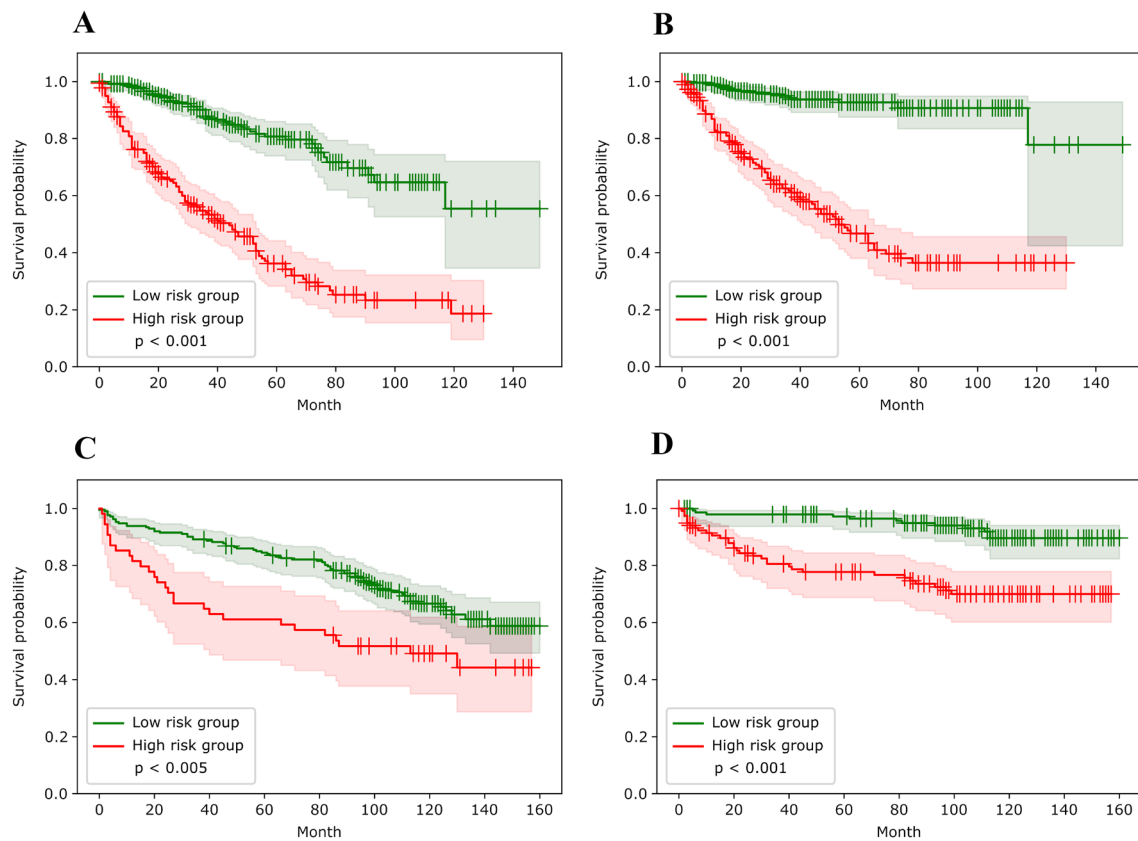 A
Survival probability
1.0
0.8
0.6
0.4
0.2
0.0
Low risk group
High risk group
p < 0.001
0 20 40 60 80 100 120 140
Month
B
Survival probability
1.0
0.8
0.6
0.4
0.2
0.0
Low risk group
High risk group
p < 0.001
0 20 40 60 80 100 120 140
Month
C
Survival probability
1.0
0.8
0.6
0.4
0.2
0.0
Low risk group
High risk group
p < 0.005
0 20 40 60 80 100 120 140 160
Month
D
Survival probability
1.0
0.8
0.6
0.4
0.2
0.0
Low risk group
High risk group
p < 0.001
0 20 40 60 80 100 120 140 160
Month